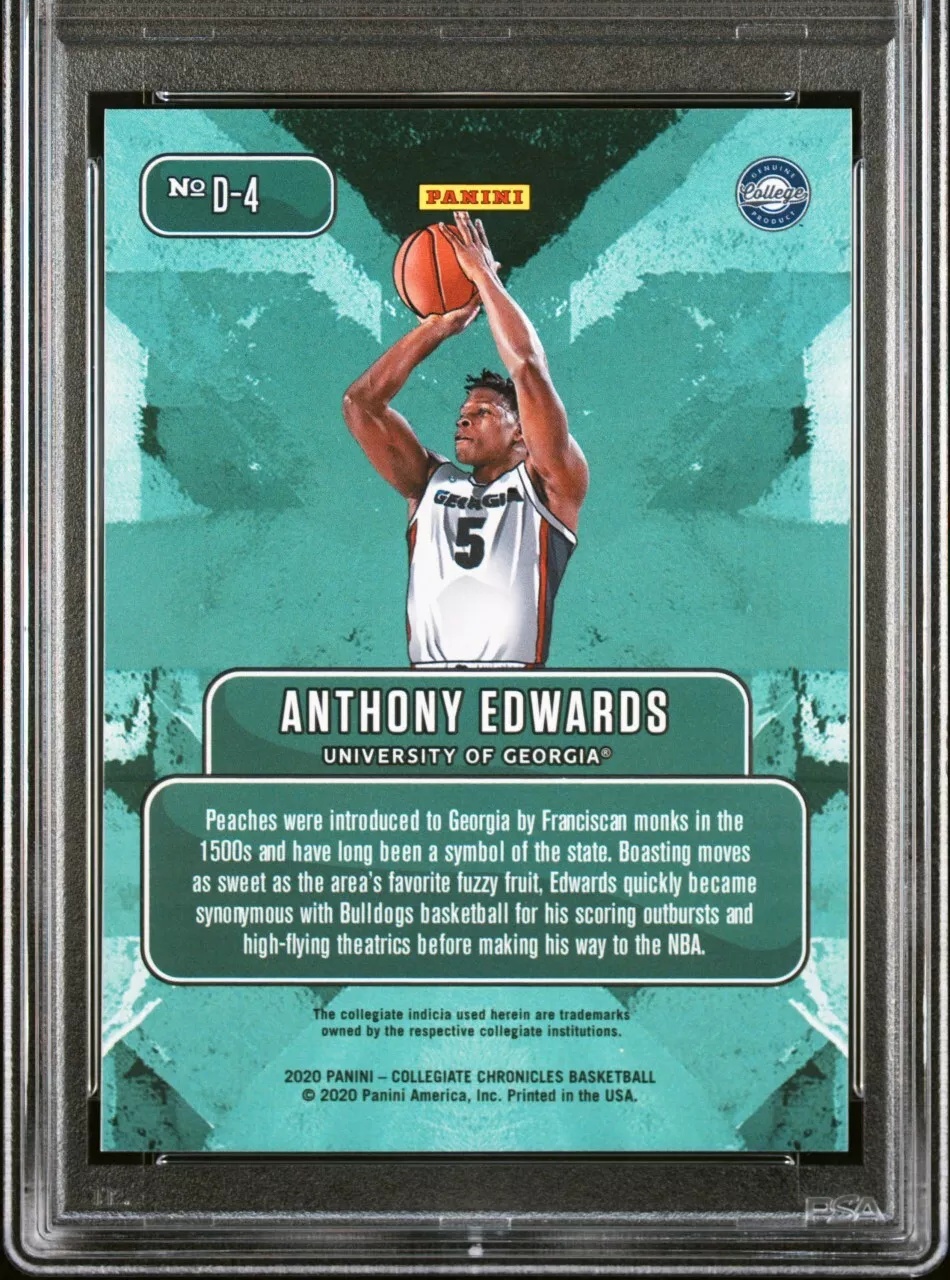 Nº D-4
PANINI
GENUINE
College
PRODUCT
GEORGIA
5
ANTHONY EDWARDS
UNIVERSITY OF GEORGIA®
Peaches were introduced to Georgia by Franciscan monks in the
1500s and have long been a symbol of the state. Boasting moves
as sweet as the area's favorite fuzzy fruit, Edwards quickly became
synonymous with Bulldogs basketball for his scoring outbursts and
high-flying theatrics before making his way to the NBA.
The collegiate indicia used herein are trademarks
owned by the respective collegiate institutions.
2020 PANINI – COLLEGIATE CHRONICLES BASKETBALL
© 2020 Panini America, Inc. Printed in the USA.
PSA